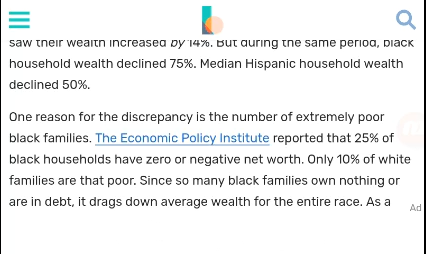 saw their wealth increased by 14%. But during the same period, black
household wealth declined 75%. Median Hispanic household wealth
declined 50%.
One reason for the discrepancy is the number of extremely poor
black families. The Economic Policy Institute reported that 25% of
black households have zero or negative net worth. Only 10% of white
families are that poor. Since so many black families own nothing or
are in debt, it drags down average wealth for the entire race. As a
Ad